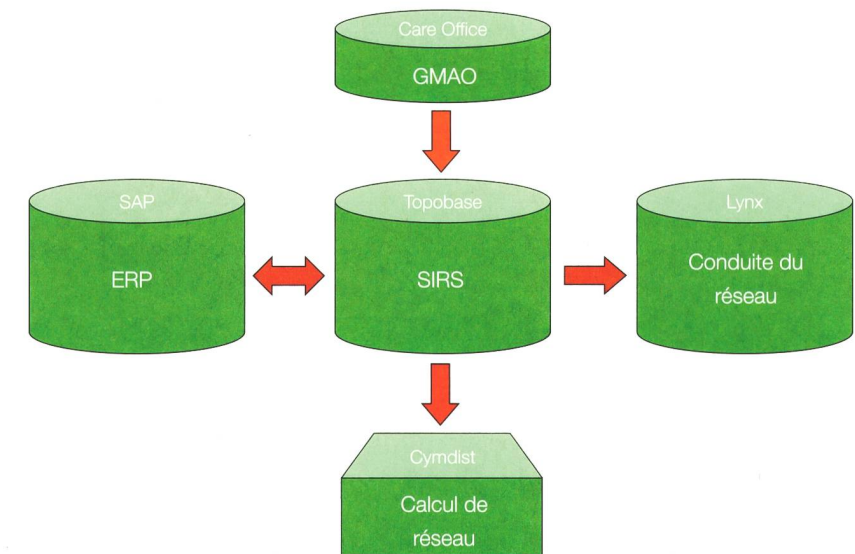 Care Office
GMAO
SAP
ERP
Topobase
SIRS
Lynx
Conduite du
réseau
Cymdist
Calcul de
réseau